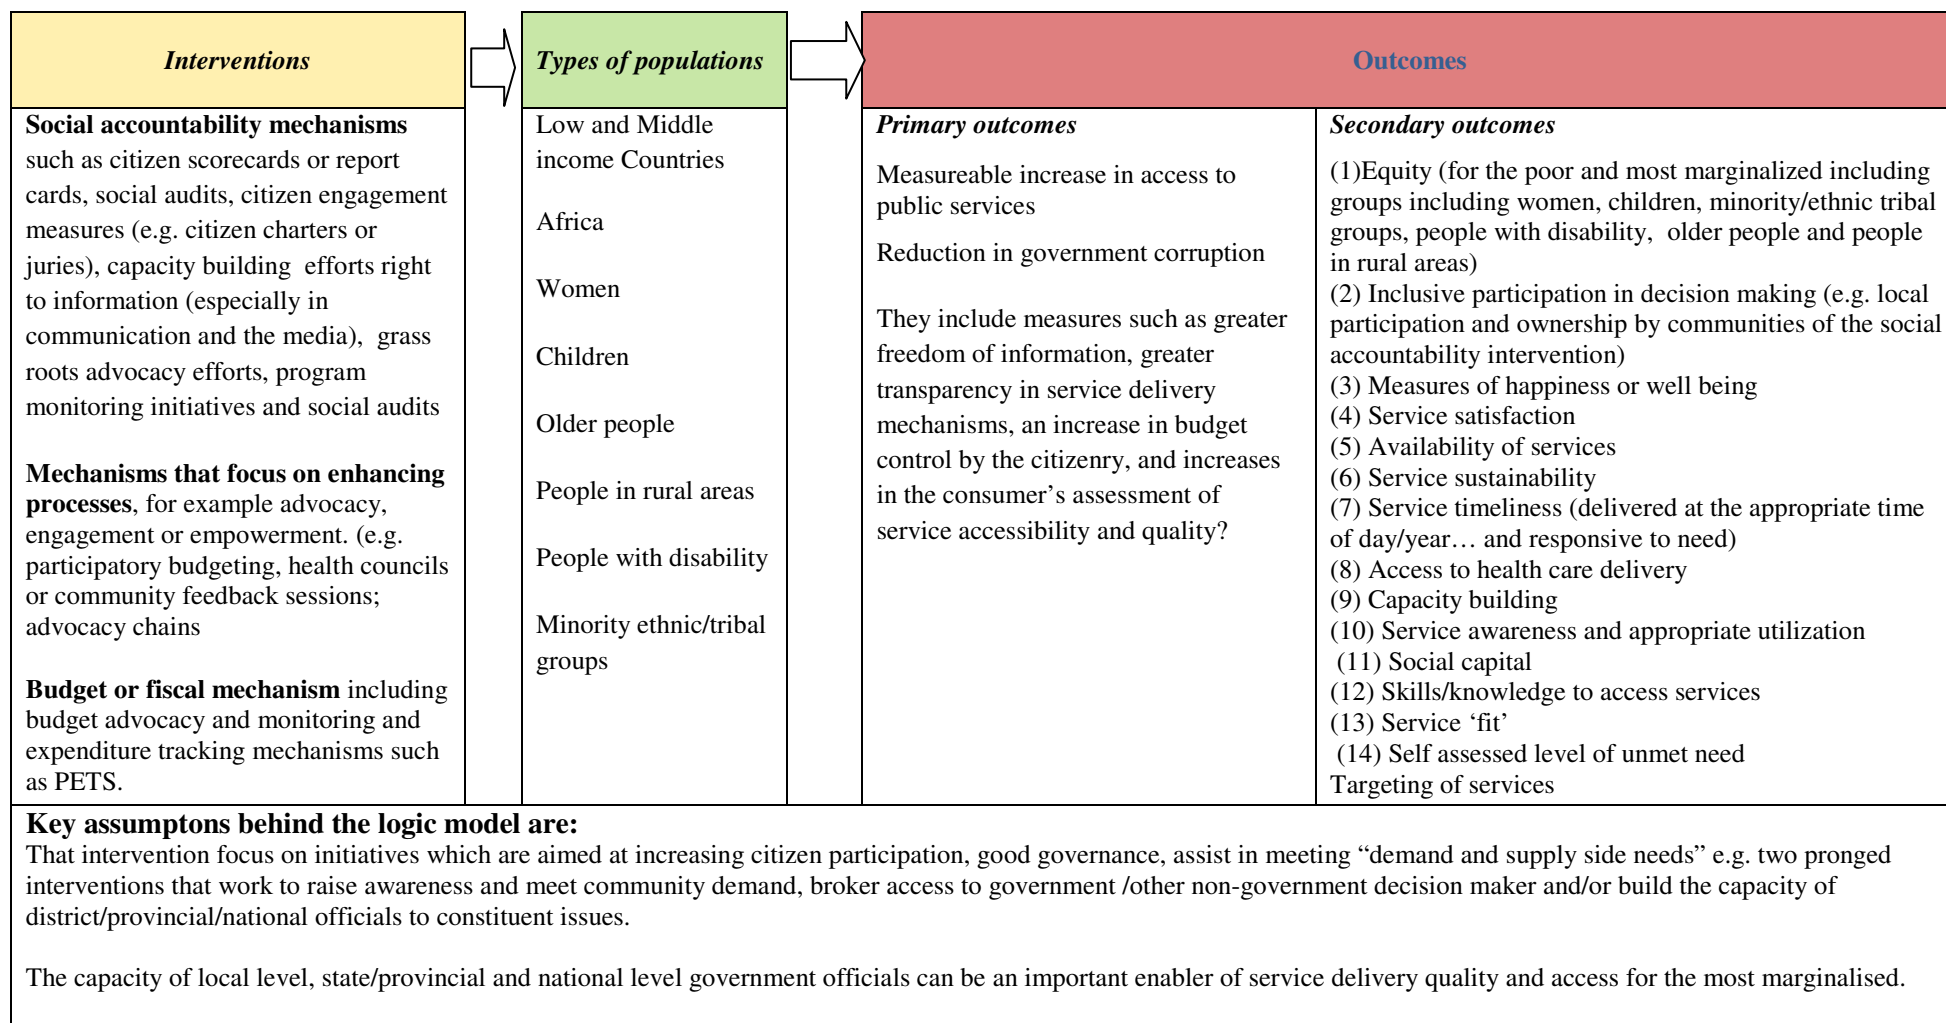 Interventions
Types of populations
Outcomes
Social accountability mechanisms
such as citizen scorecards or report
cards, social audits, citizen engagement
measures (e.g. citizen charters or
juries), capacity building efforts right
to information (especially in
communication and the media), grass
roots advocacy efforts, program
monitoring initiatives and social audits
Mechanisms that focus on enhancing
processes, for example advocacy,
engagement or empowerment. (e.g.
participatory budgeting, health councils
or community feedback sessions;
advocacy chains
Budget or fiscal mechanism including
budget advocacy and monitoring and
expenditure tracking mechanisms such
as PETS.
Low and Middle
income Countries
Africa
Women
Children
Older people
People in rural areas
People with disability
Minority ethnic/tribal
groups
Primary outcomes
Measureable increase in access to
public services
Reduction in government corruption
They include measures such as greater
freedom of information, greater
transparency in service delivery
mechanisms, an increase in budget
control by the citizenry, and increases
in the consumer’s assessment of
service accessibility and quality?
Secondary outcomes
(1)Equity (for the poor and most marginalized including
groups including women, children, minority/ethnic tribal
groups, people with disability, older people and people
in rural areas)
(2) Inclusive participation in decision making (e.g. local
participation and ownership by communities of the social
accountability intervention)
(3) Measures of happiness or well being
(4) Service satisfaction
(5) Availability of services
(6) Service sustainability
(7) Service timeliness (delivered at the appropriate time
of day/year… and responsive to need)
(8) Access to health care delivery
(9) Capacity building
(10) Service awareness and appropriate utilization
(11) Social capital
(12) Skills/knowledge to access services
(13) Service ‘fit’
(14) Self assessed level of unmet need
Targeting of services
Key assumptons behind the logic model are:
That intervention focus on initiatives which are aimed at increasing citizen participation, good governance, assist in meeting “demand and supply side needs” e.g. two pronged
interventions that work to raise awareness and meet community demand, broker access to government /other non-government decision maker and/or build the capacity of
district/provincial/national officials to constituent issues.
The capacity of local level, state/provincial and national level government officials can be an important enabler of service delivery quality and access for the most marginalised.